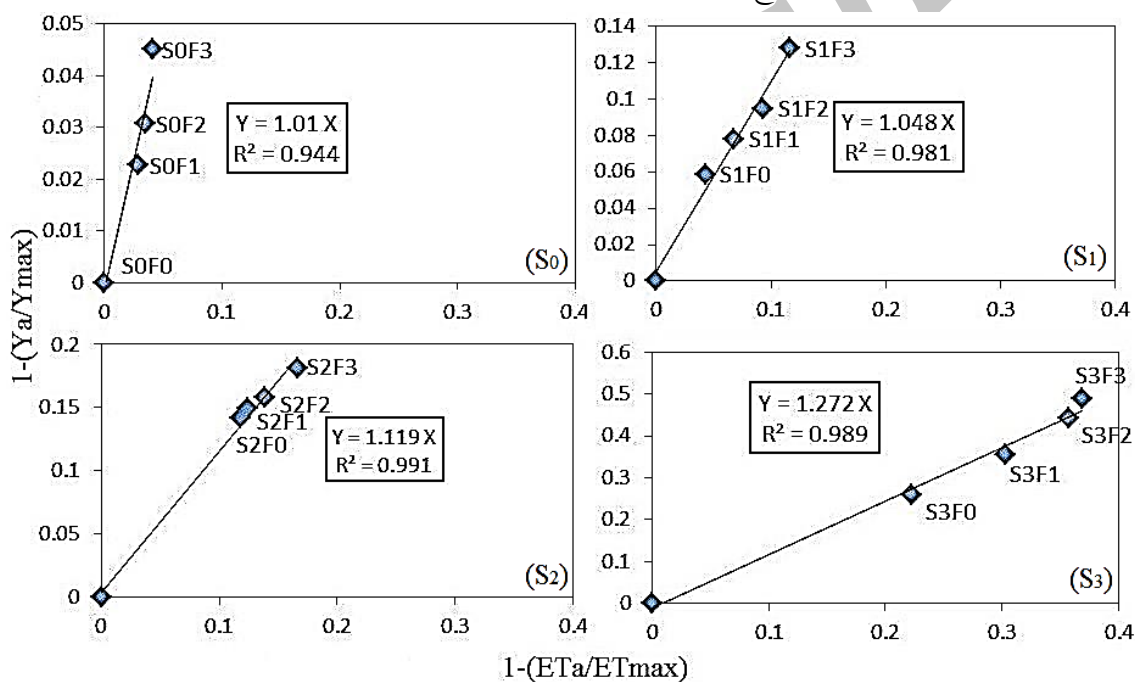 1-(Ya/Ymax)
0.05
0.04
0.03
0.02
0.01
0
S0F3
S0F2
S0F1
S0F0
Y = 1.01 X
R² = 0.944
(S0)
0 0.1 0.2 0.3 0.4
0.14
0.12
0.1
0.08
0.06
0.04
0.02
0
S1F3
S1F2
S1F1
S1F0
Y = 1.048 X
R² = 0.981
(S1)
0 0.1 0.2 0.3 0.4
0.2
0.15
0.1
0.05
0
S2F3
S2F2
S2F1
S2F0
Y = 1.119 X
R² = 0.991
(S2)
0 0.1 0.2 0.3 0.4
0.6
0.5
0.4
0.3
0.2
0.1
0
S3F3
S3F2
S3F1
S3F0
Y = 1.272 X
R² = 0.989
(S3)
0 0.1 0.2 0.3 0.4
1-(ETa/ETmax)